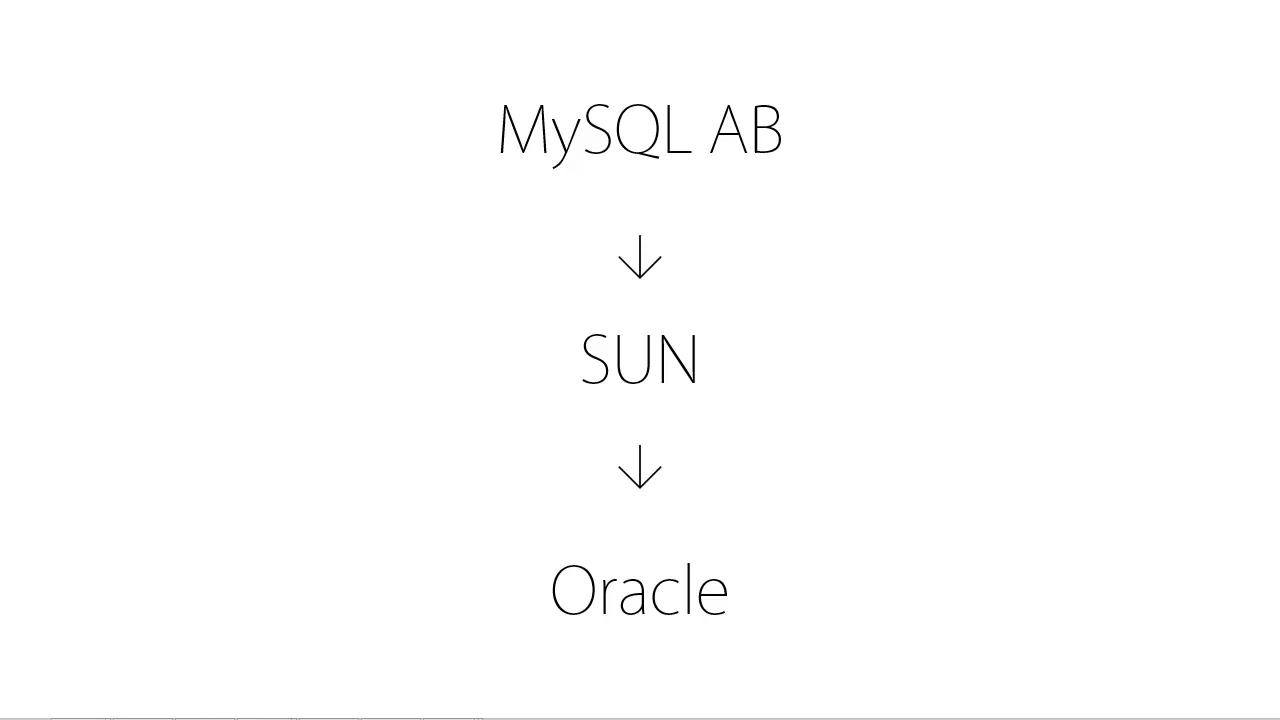 MySQL AB
↓
SUN
↓
Oracle